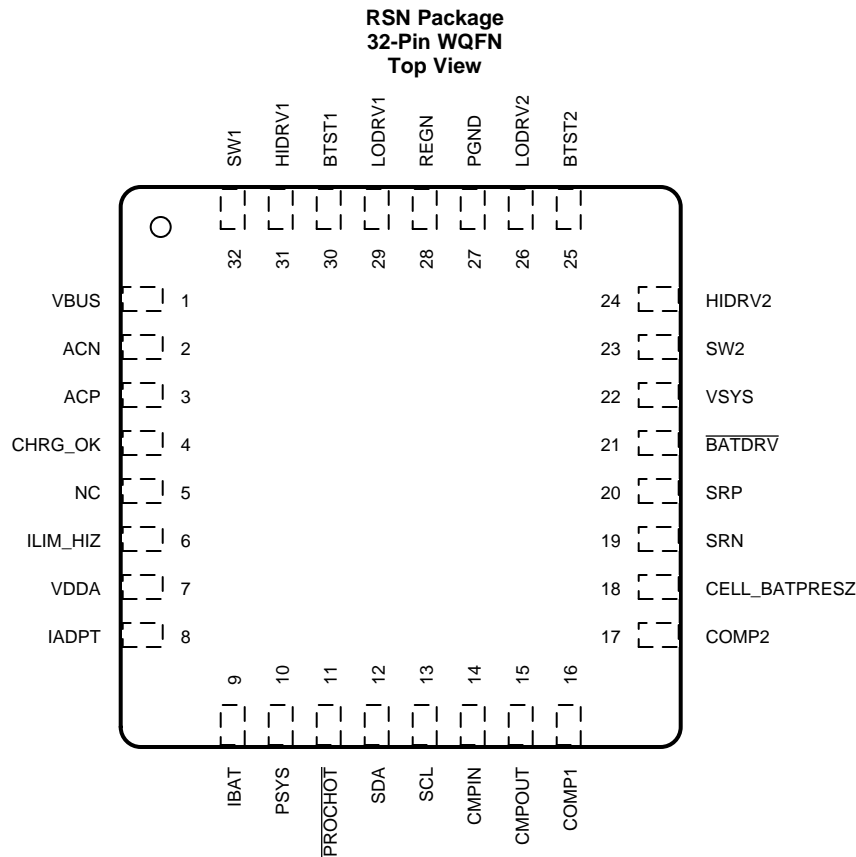 RSN Package
32-Pin WQFN
Top View
SW1
HIDRV1
BTST1
LODRV1
REGN
PGND
LODRV2
BTST2
32
31
30
29
28
27
26
25
VBUS 1
ACN 2
ACP 3
CHRG_OK 4
NC 5
ILIM_HIZ 6
VDDA 7
IADPT 8
24 HIDRV2
23 SW2
22 VSYS
21 BATDRV
20 SRP
19 SRN
18 CELL_BATPRESZ
17 COMP2
9
10
11
12
13
14
15
16
IBAT
PSYS
PROCHOT
SDA
SCL
CMPIN
CMPOUT
COMP1